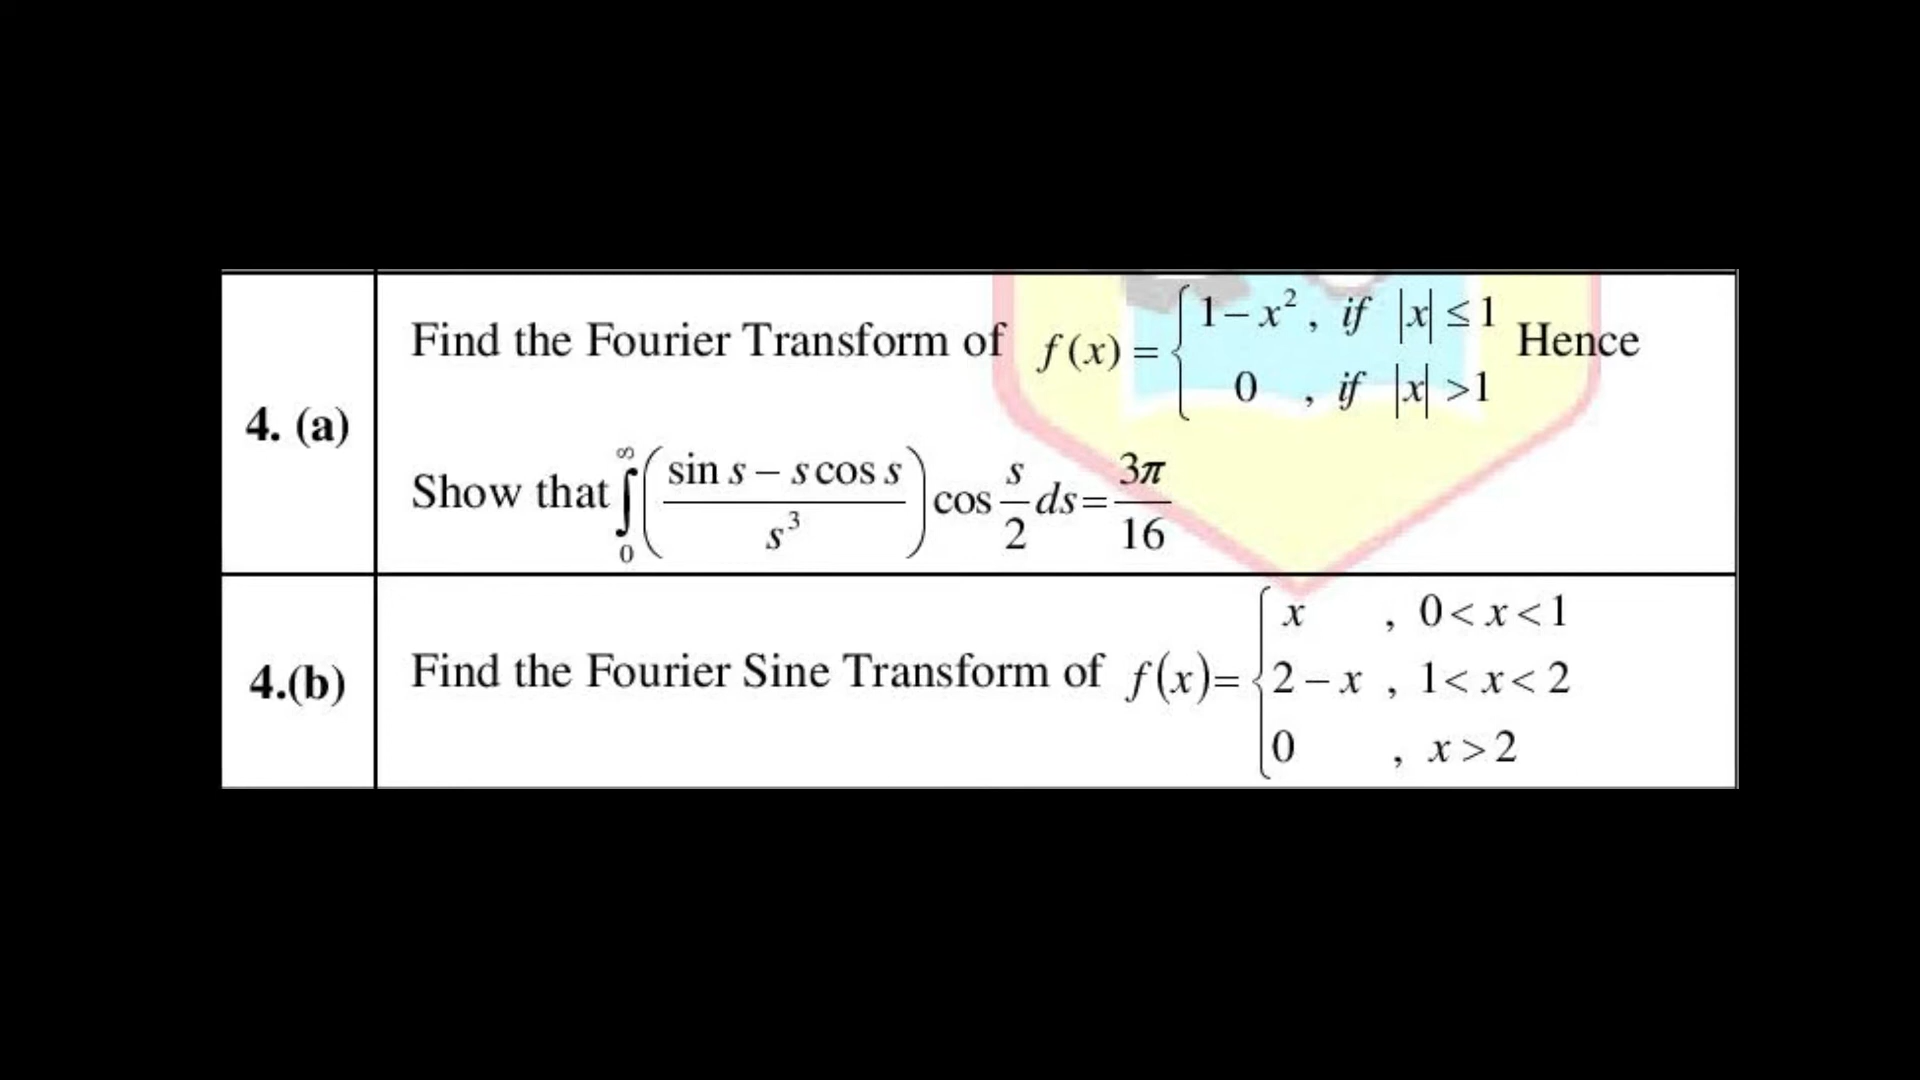 4. (a)
Find the Fourier Transform of f(x) = { 1 – x², if |x| ≤ 1
0 , if |x| > 1 Hence
Show that ∫₀^∞ ( (sin s – s cos s) / s³ ) cos s/2 ds = 3π/16
4.(b)
Find the Fourier Sine Transform of f(x) = { x , 0 < x < 1
2 – x , 1 < x < 2
0 , x > 2